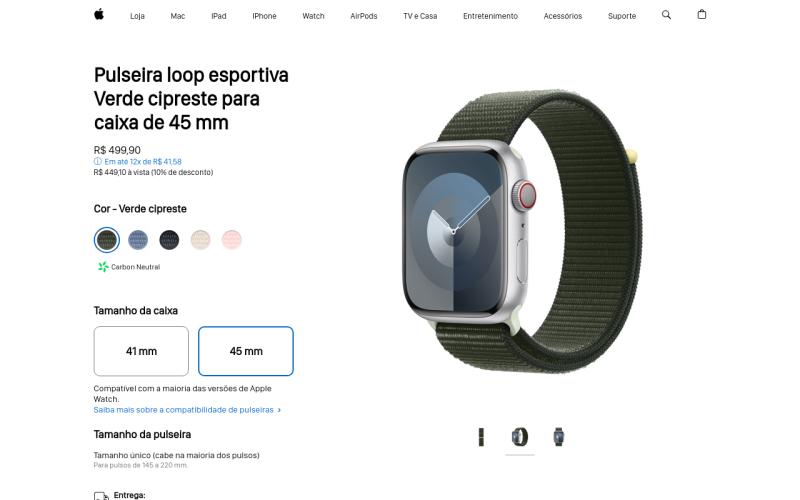 Loja Mac iPad iPhone Watch AirPods TV e Casa Entretenimento Acessórios Suporte
Pulseira loop esportiva
Verde cipreste para
caixa de 45 mm
R$ 499,90
Em até 12x de R$ 41,58
R$ 449,10 à vista (10% de desconto)
Cor - Verde cipreste
Carbon Neutral
Tamanho da caixa
41 mm 45 mm
Compatível com a maioria das versões de Apple
Watch.
Saiba mais sobre a compatibilidade de pulseiras >
Tamanho da pulseira
Tamanho único (cabe na maioria dos pulsos)
Para pulsos de 145 a 220 mm.
Entrega: